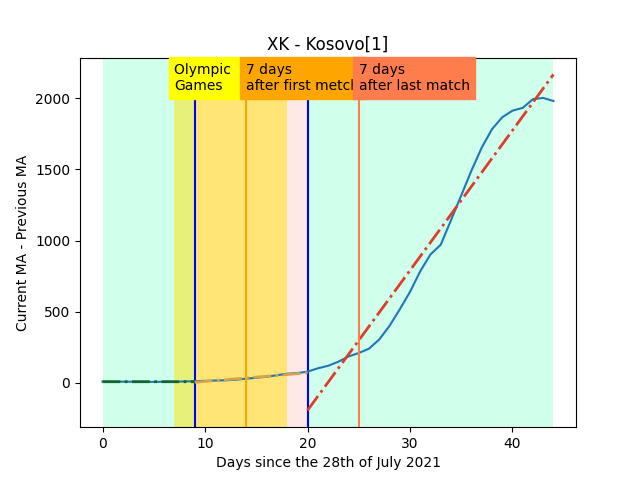 XK - Kosovo[1]
Olympic
Games
7 days
after first match
7 days
after last match
2000
1500
1000
500
0
Current MA - Previous MA
0
10
20
30
40
Days since the 28th of July 2021